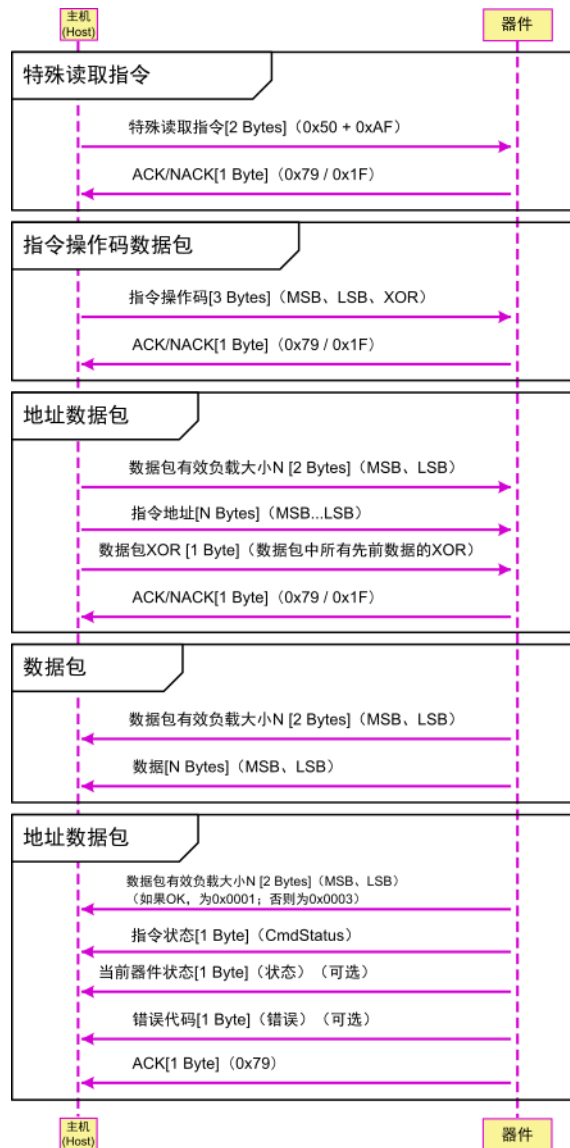 主机
(Host)
器件
特殊读取指令
特殊读取指令[2 Bytes]（0x50 + 0xAF）
ACK/NACK[1 Byte]（0x79 / 0x1F）
指令操作码数据包
指令操作码[3 Bytes]（MSB、LSB、XOR）
ACK/NACK[1 Byte]（0x79 / 0x1F）
地址数据包
数据包有效负载大小N [2 Bytes]（MSB、LSB）
指令地址[N Bytes]（MSB...LSB）
数据包XOR [1 Byte]（数据包中所有先前数据的XOR）
ACK/NACK[1 Byte]（0x79 / 0x1F）
数据包
数据包有效负载大小N [2 Bytes]（MSB、LSB）
数据[N Bytes]（MSB、LSB）
地址数据包
数据包有效负载大小N [2 Bytes]（MSB、LSB）
（如果OK，为0x0001；否则为0x0003）
指令状态[1 Byte]（CmdStatus）
当前器件状态[1 Byte]（状态）（可选）
错误代码[1 Byte]（错误）（可选）
ACK[1 Byte]（0x79）
主机
(Host)
器件